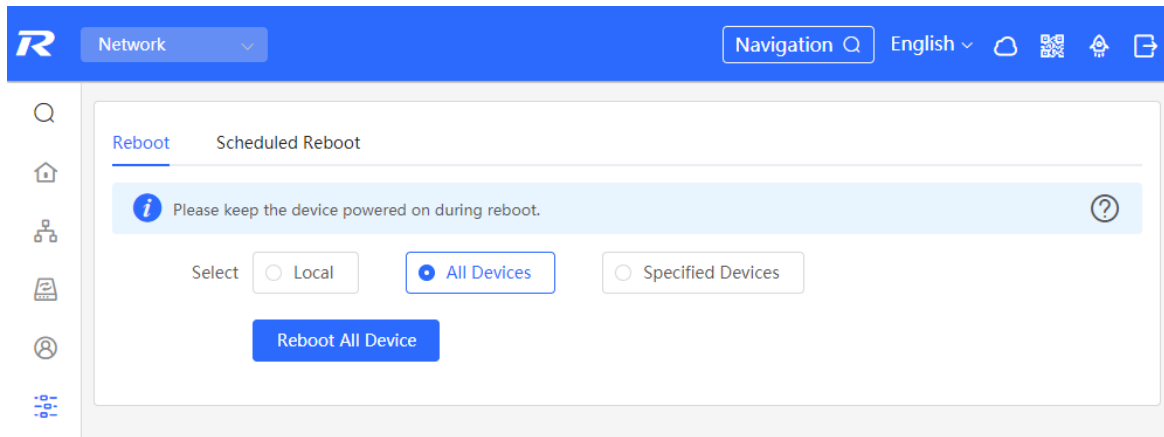 R Network Navigation English
Reboot Scheduled Reboot
i Please keep the device powered on during reboot. ?
Select Local All Devices Specified Devices
Reboot All Device